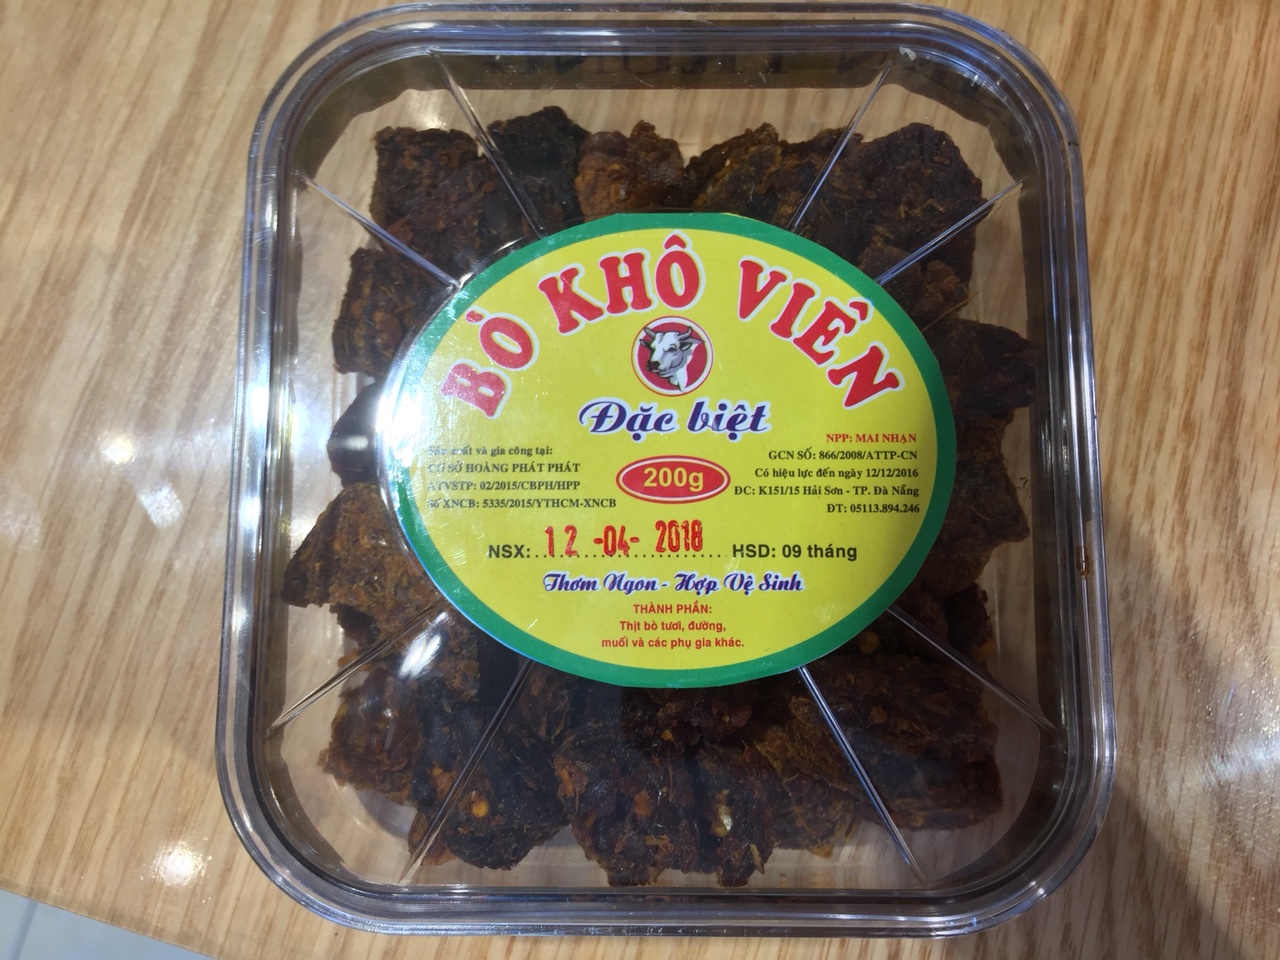 BÒ KHÔ VIÊN
Đặc biệt
Sản xuất và gia công tại:
CƠ SỞ HOÀNG PHÁT PHÁT
ATVSTP: 02/2015/CBPH/HPP
số XNCB: 5335/2015/YTHCM-XNCB
200g
NPP: MAI NHẠN
GCN SỐ: 866/2008/ATTP-CN
Có hiệu lực đến ngày 12/12/2016
ĐC: K151/15 Hải Sơn - TP. Đà Nẵng
ĐT: 05113.894.246
NSX: 12 -04- 2018 HSD: 09 tháng
Thơm Ngon - Hợp Vệ Sinh
THÀNH PHẦN:
Thịt bò tươi, đường,
muối và các phụ gia khác.